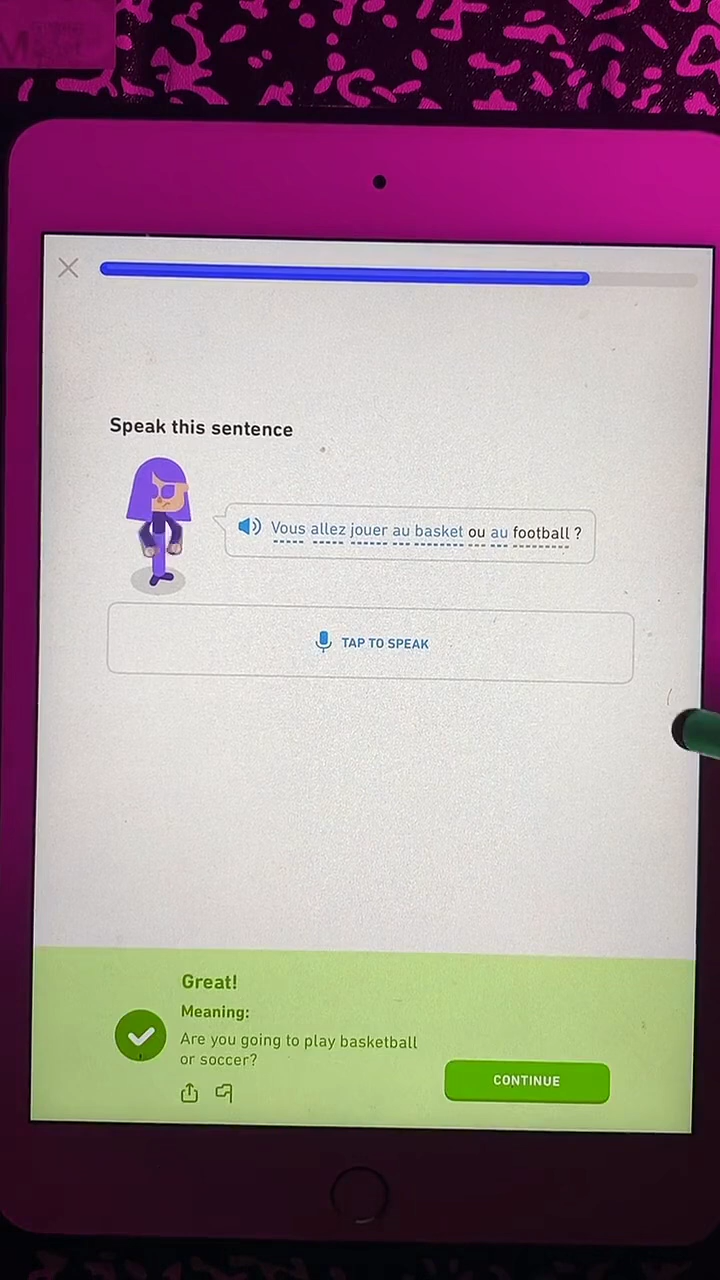 Speak this sentence
Vous allez jouer au basket ou au football ?
TAP TO SPEAK
Great!
Meaning:
Are you going to play basketball
or soccer?
CONTINUE